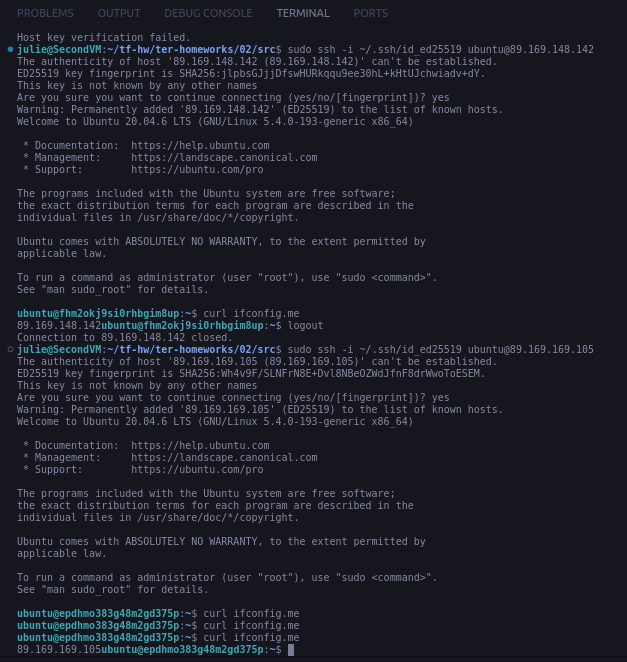 PROBLEMS OUTPUT DEBUG CONSOLE TERMINAL PORTS
Host key verification failed.
julie@SecondVM:~/tf-hw/ter-homeworks/02/src$ sudo ssh -i ~/.ssh/id_ed25519 ubuntu@89.169.148.142
The authenticity of host '89.169.148.142 (89.169.148.142)' can't be established.
ED25519 key fingerprint is SHA256:jlpbsGJjjDfswHURkqqu9ee30hL+kHtUJchwiadv+dY.
This key is not known by any other names
Are you sure you want to continue connecting (yes/no/[fingerprint])? yes
Warning: Permanently added '89.169.148.142' (ED25519) to the list of known hosts.
Welcome to Ubuntu 20.04.6 LTS (GNU/Linux 5.4.0-193-generic x86_64)
* Documentation:  https://help.ubuntu.com
* Management:     https://landscape.canonical.com
* Support:        https://ubuntu.com/pro
The programs included with the Ubuntu system are free software;
the exact distribution terms for each program are described in the
individual files in /usr/share/doc/*/copyright.
Ubuntu comes with ABSOLUTELY NO WARRANTY, to the extent permitted by
applicable law.
To run a command as administrator (user "root"), use "sudo <command>".
See "man sudo_root" for details.
ubuntu@fhm2okj9si0rhbgim8up:~$ curl ifconfig.me
89.169.148.142ubuntu@fhm2okj9si0rhbgim8up:~$ logout
Connection to 89.169.148.142 closed.
julie@SecondVM:~/tf-hw/ter-homeworks/02/src$ sudo ssh -i ~/.ssh/id_ed25519 ubuntu@89.169.169.105
The authenticity of host '89.169.169.105 (89.169.169.105)' can't be established.
ED25519 key fingerprint is SHA256:Wh4v9F/SLNFrN8E+Dvl8NBeOZWdJfnF8drWwoToESEM.
This key is not known by any other names
Are you sure you want to continue connecting (yes/no/[fingerprint])? yes
Warning: Permanently added '89.169.169.105' (ED25519) to the list of known hosts.
Welcome to Ubuntu 20.04.6 LTS (GNU/Linux 5.4.0-193-generic x86_64)
* Documentation:  https://help.ubuntu.com
* Management:     https://landscape.canonical.com
* Support:        https://ubuntu.com/pro
The programs included with the Ubuntu system are free software;
the exact distribution terms for each program are described in the
individual files in /usr/share/doc/*/copyright.
Ubuntu comes with ABSOLUTELY NO WARRANTY, to the extent permitted by
applicable law.
To run a command as administrator (user "root"), use "sudo <command>".
See "man sudo_root" for details.
ubuntu@epdhmo383g48m2gd375p:~$ curl ifconfig.me
ubuntu@epdhmo383g48m2gd375p:~$ curl ifconfig.me
ubuntu@epdhmo383g48m2gd375p:~$ curl ifconfig.me
89.169.169.105ubuntu@epdhmo383g48m2gd375p:~$